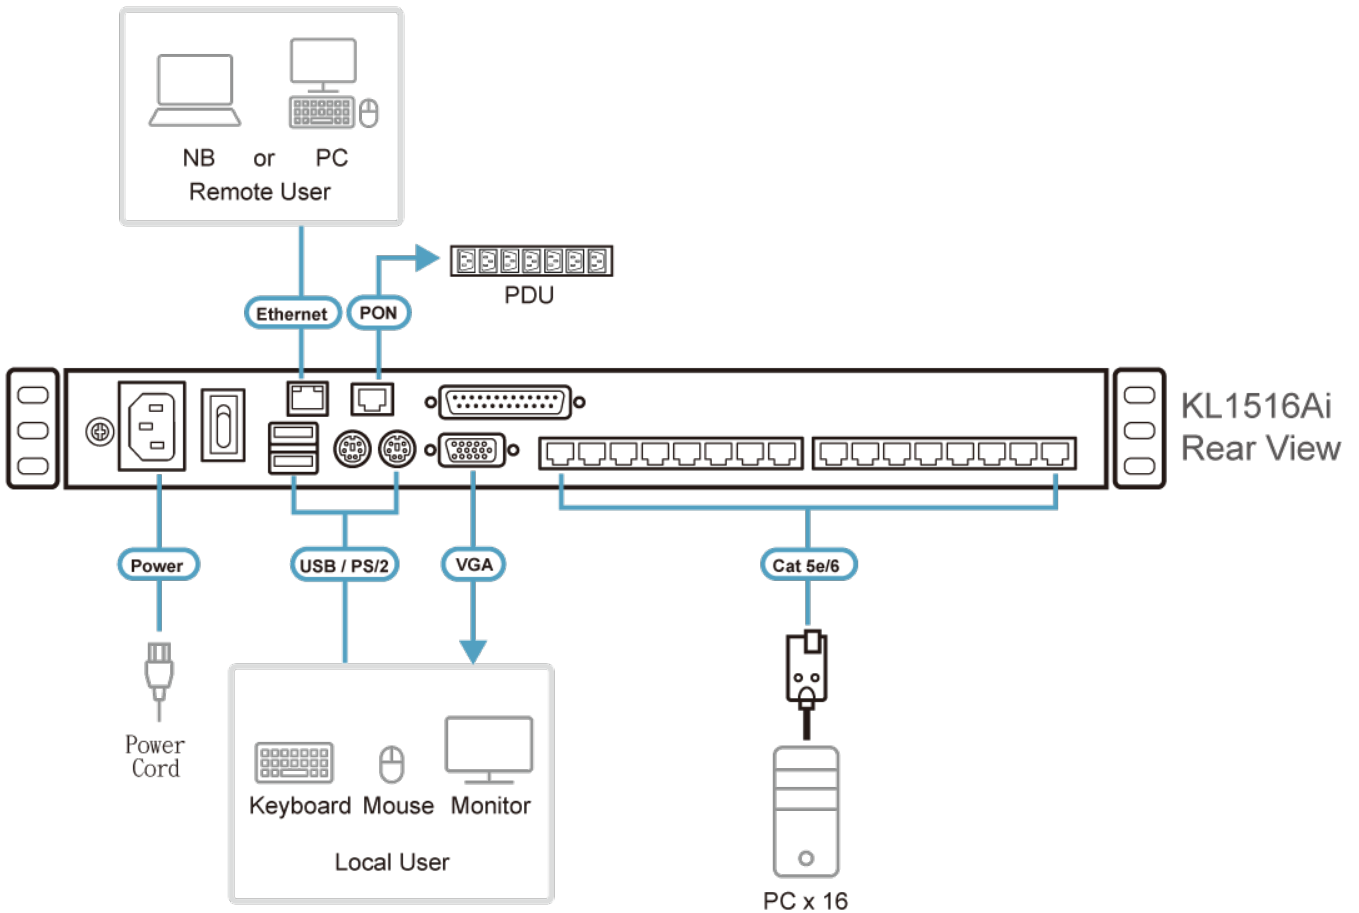 NB or PC
Remote User
Ethernet
PON
PDU
KL1516Ai
Rear View
Power
USB / PS/2
VGA
Cat 5e/6
Power
Cord
Keyboard Mouse Monitor
Local User
PC x 16